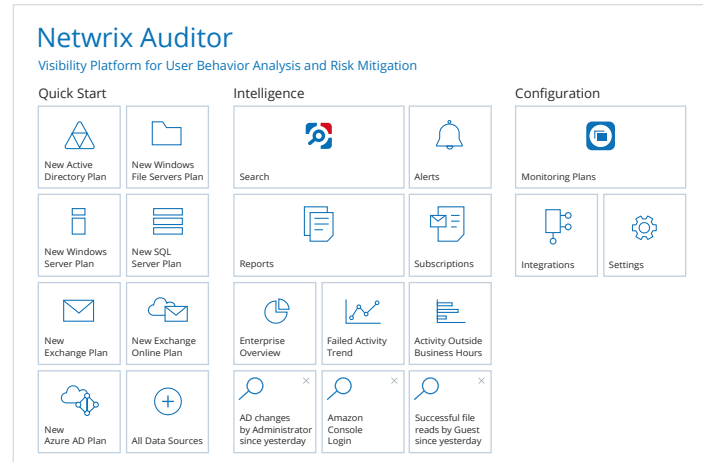 Netwrix Auditor
Visibility Platform for User Behavior Analysis and Risk Mitigation
Quick Start
New Active
Directory Plan
New Windows
File Servers Plan
New Windows
Server Plan
New SQL
Server Plan
New
Exchange Plan
New Exchange
Online Plan
New
Azure AD Plan
All Data Sources
Intelligence
Search
Alerts
Reports
Subscriptions
Enterprise
Overview
Failed Activity
Trend
Activity Outside
Business Hours
AD changes
by Administrator
since yesterday
Amazon
Console
Login
Successful file
reads by Guest
since yesterday
Configuration
Monitoring Plans
Integrations
Settings